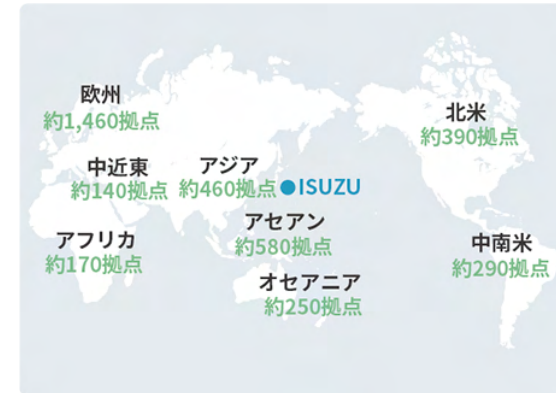 欧州
約1,460拠点
北米
約390拠点
中近東
約140拠点
アジア
約460拠点
ISUZU
アセアン
約580拠点
アフリカ
約170拠点
中南米
約290拠点
オセアニア
約250拠点